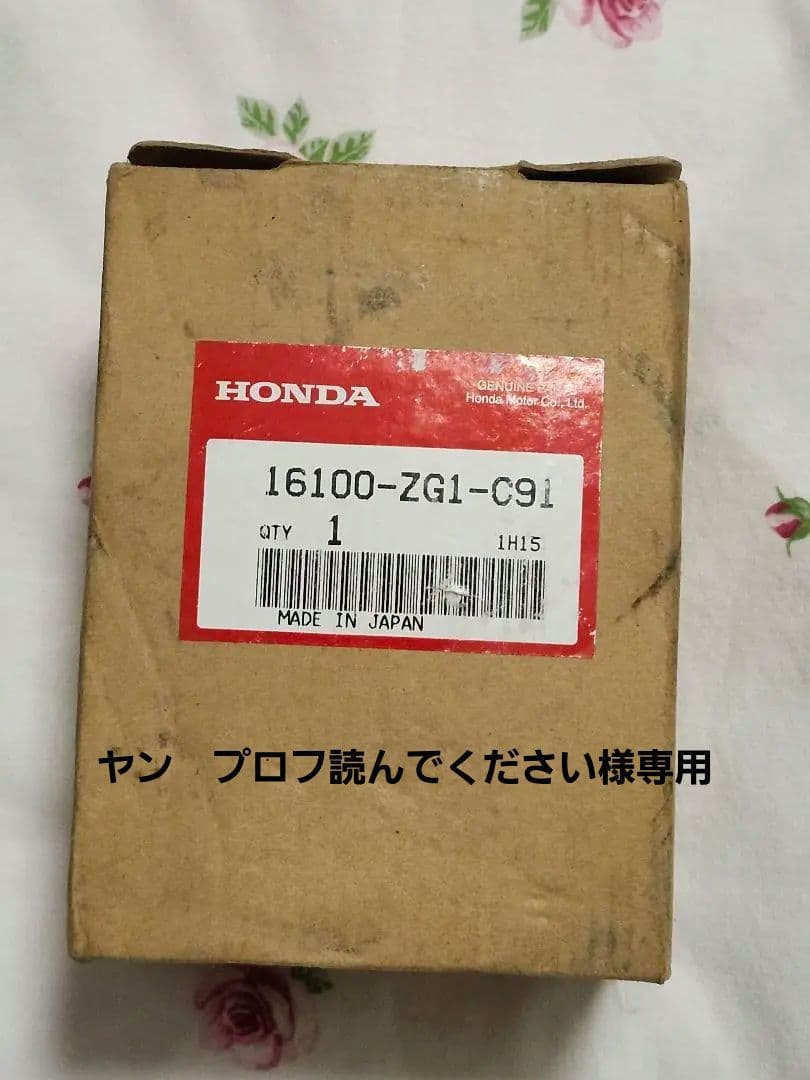 HONDA
GENUINE PARTS
Honda Motor Co., Ltd.
16100-ZG1-C91
QTY 1
1H15
MADE IN JAPAN
ヤン　プロフ読んでください様専用